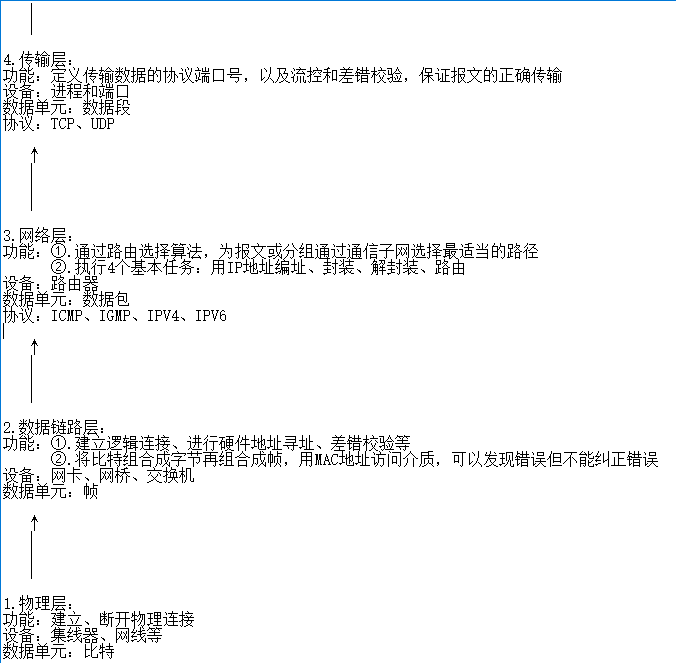 4.传输层：
功能：定义传输数据的协议端口号，以及流控和差错校验，保证报文的正确传输
设备：进程和端口
数据单元：数据段
协议：TCP、UDP
3.网络层：
功能：①.通过路由选择算法，为报文或分组通过通信子网选择最适当的路径
②.执行4个基本任务：用IP地址编址、封装、解封装、路由
设备：路由器
数据单元：数据包
协议：ICMP、IGMP、IPV4、IPV6
2.数据链路层：
功能：①.建立逻辑连接、进行硬件地址寻址、差错校验等
②.将比特组合成字节再组合成帧，用MAC地址访问介质，可以发现错误但不能纠正错误
设备：网卡、网桥、交换机
数据单元：帧
1.物理层：
功能：建立、断开物理连接
设备：集线器、网线等
数据单元：比特